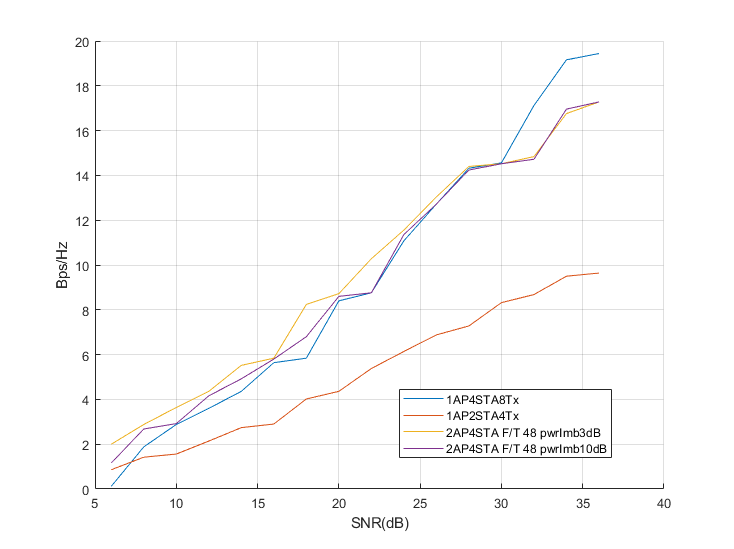 20
18
16
14
12
10
8
6
4
2
0
Bps/Hz
1AP4STA8Tx
1AP2STA4Tx
2AP4STA F/T 48 pwrImb3dB
2AP4STA F/T 48 pwrImb10dB
5 10 15 20 25 30 35 40
SNR(dB)